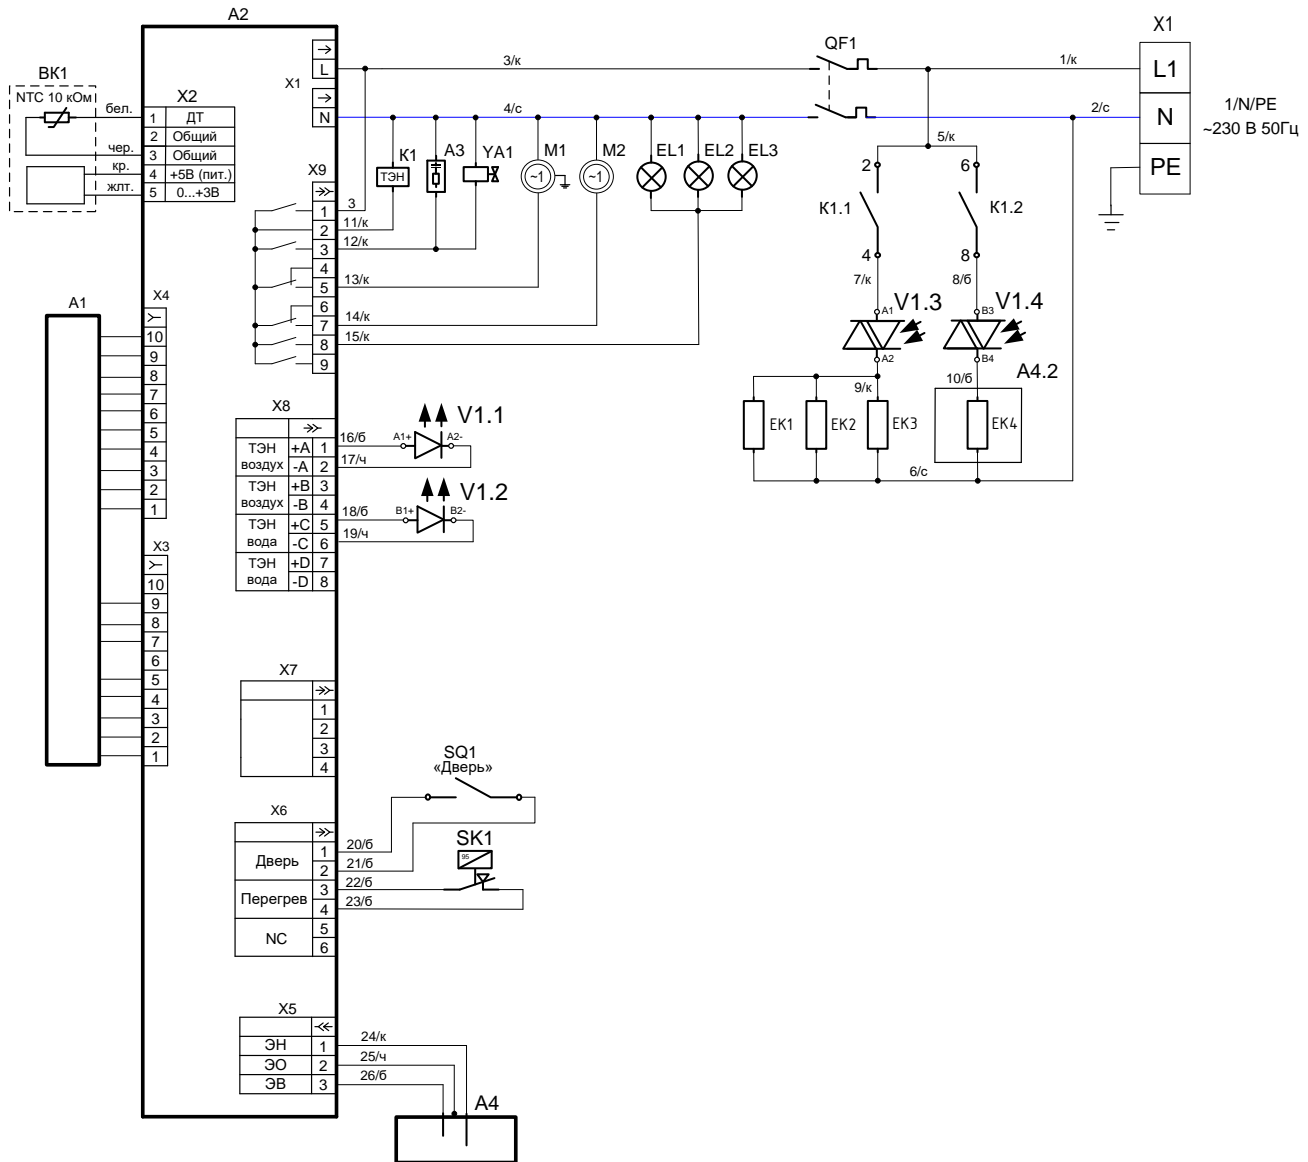 A2
BK1
NTC 10 кОм
бел.
чер.
кр.
жлт.
X2
1 ДТ
2 Общий
3 Общий
4 +5В (пит.)
5 0...+3В
X1
L
N
3/к
4/с
QF1
1/к
2/с
X1
L1
N
PE
1/N/PE
~230 В 50Гц
K1
ТЭН
A3
YA1
M1
~1
M2
~1
EL1
EL2
EL3
X9
1
2
3
4
5
6
7
8
9
3
11/к
12/к
13/к
14/к
15/к
5/к
2
K1.1
4
7/к
6
K1.2
8
8/б
V1.3
A1
A2
V1.4
B3
B4
9/к
10/б
A4.2
EK1
EK2
EK3
EK4
6/с
A1
X4
10
9
8
7
6
5
4
3
2
1
X3
10
9
8
7
6
5
4
3
2
1
X8
ТЭН +A 1
воздух -A 2
ТЭН +B 3
воздух -B 4
ТЭН +C 5
вода -C 6
ТЭН +D 7
вода -D 8
16/б
17/ч
A1+
A2-
V1.1
18/б
19/ч
B1+
B2-
V1.2
X7
1
2
3
4
X6
Дверь
1
2
Перегрев
3
4
NC
5
6
20/б
21/б
22/б
23/б
SQ1
«Дверь»
SK1
95
X5
ЭН 1
ЭО 2
ЭВ 3
24/к
25/ч
26/б
A4